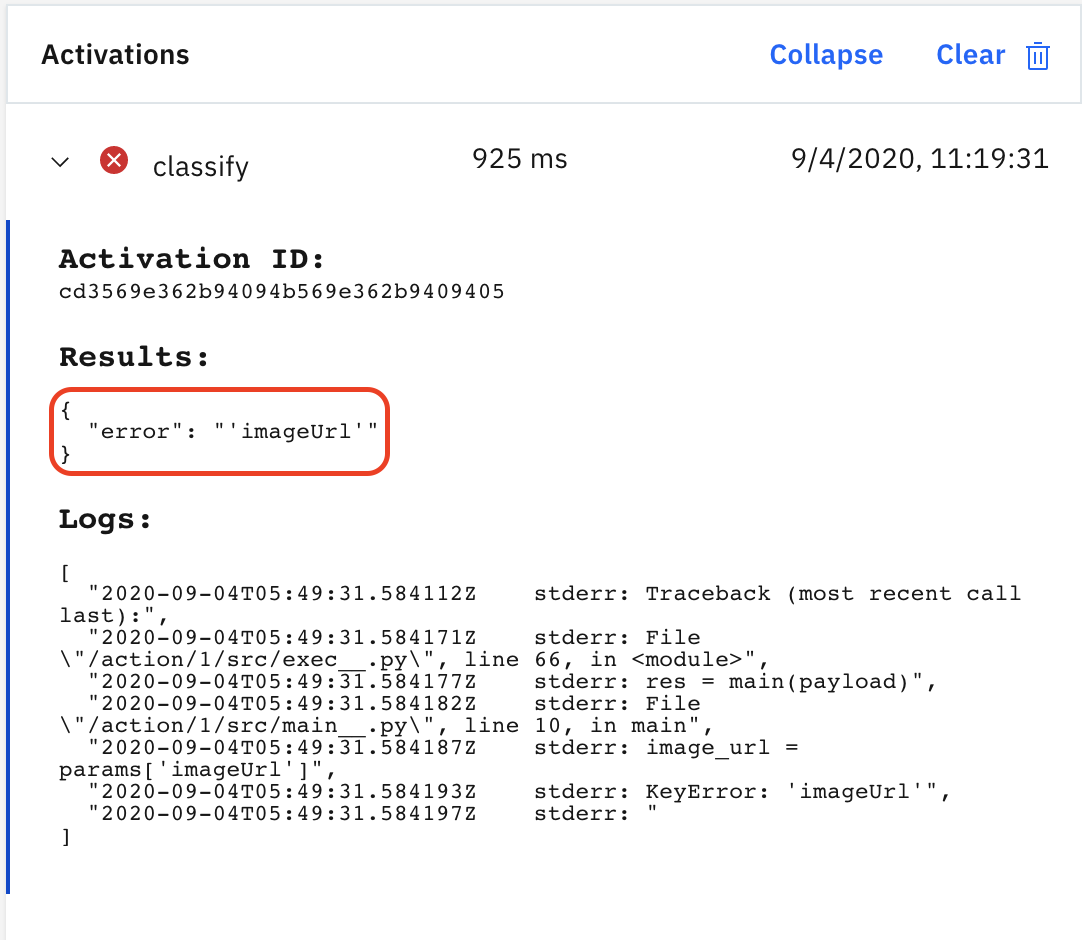 Activations Collapse Clear
classify 925 ms 9/4/2020, 11:19:31
Activation ID:
cd3569e362b94094b569e362b9409405
Results:
{
  "error": "'imageUrl'"
}
Logs:
[
  "2020-09-04T05:49:31.584112Z    stderr: Traceback (most recent call
last):",
  "2020-09-04T05:49:31.584171Z    stderr: File
\"/action/1/src/exec__.py\", line 66, in <module>",
  "2020-09-04T05:49:31.584177Z    stderr: res = main(payload)",
  "2020-09-04T05:49:31.584182Z    stderr: File
\"/action/1/src/main__.py\", line 10, in main",
  "2020-09-04T05:49:31.584187Z    stderr: image_url =
params['imageUrl']",
  "2020-09-04T05:49:31.584193Z    stderr: KeyError: 'imageUrl'",
  "2020-09-04T05:49:31.584197Z    stderr: "
]